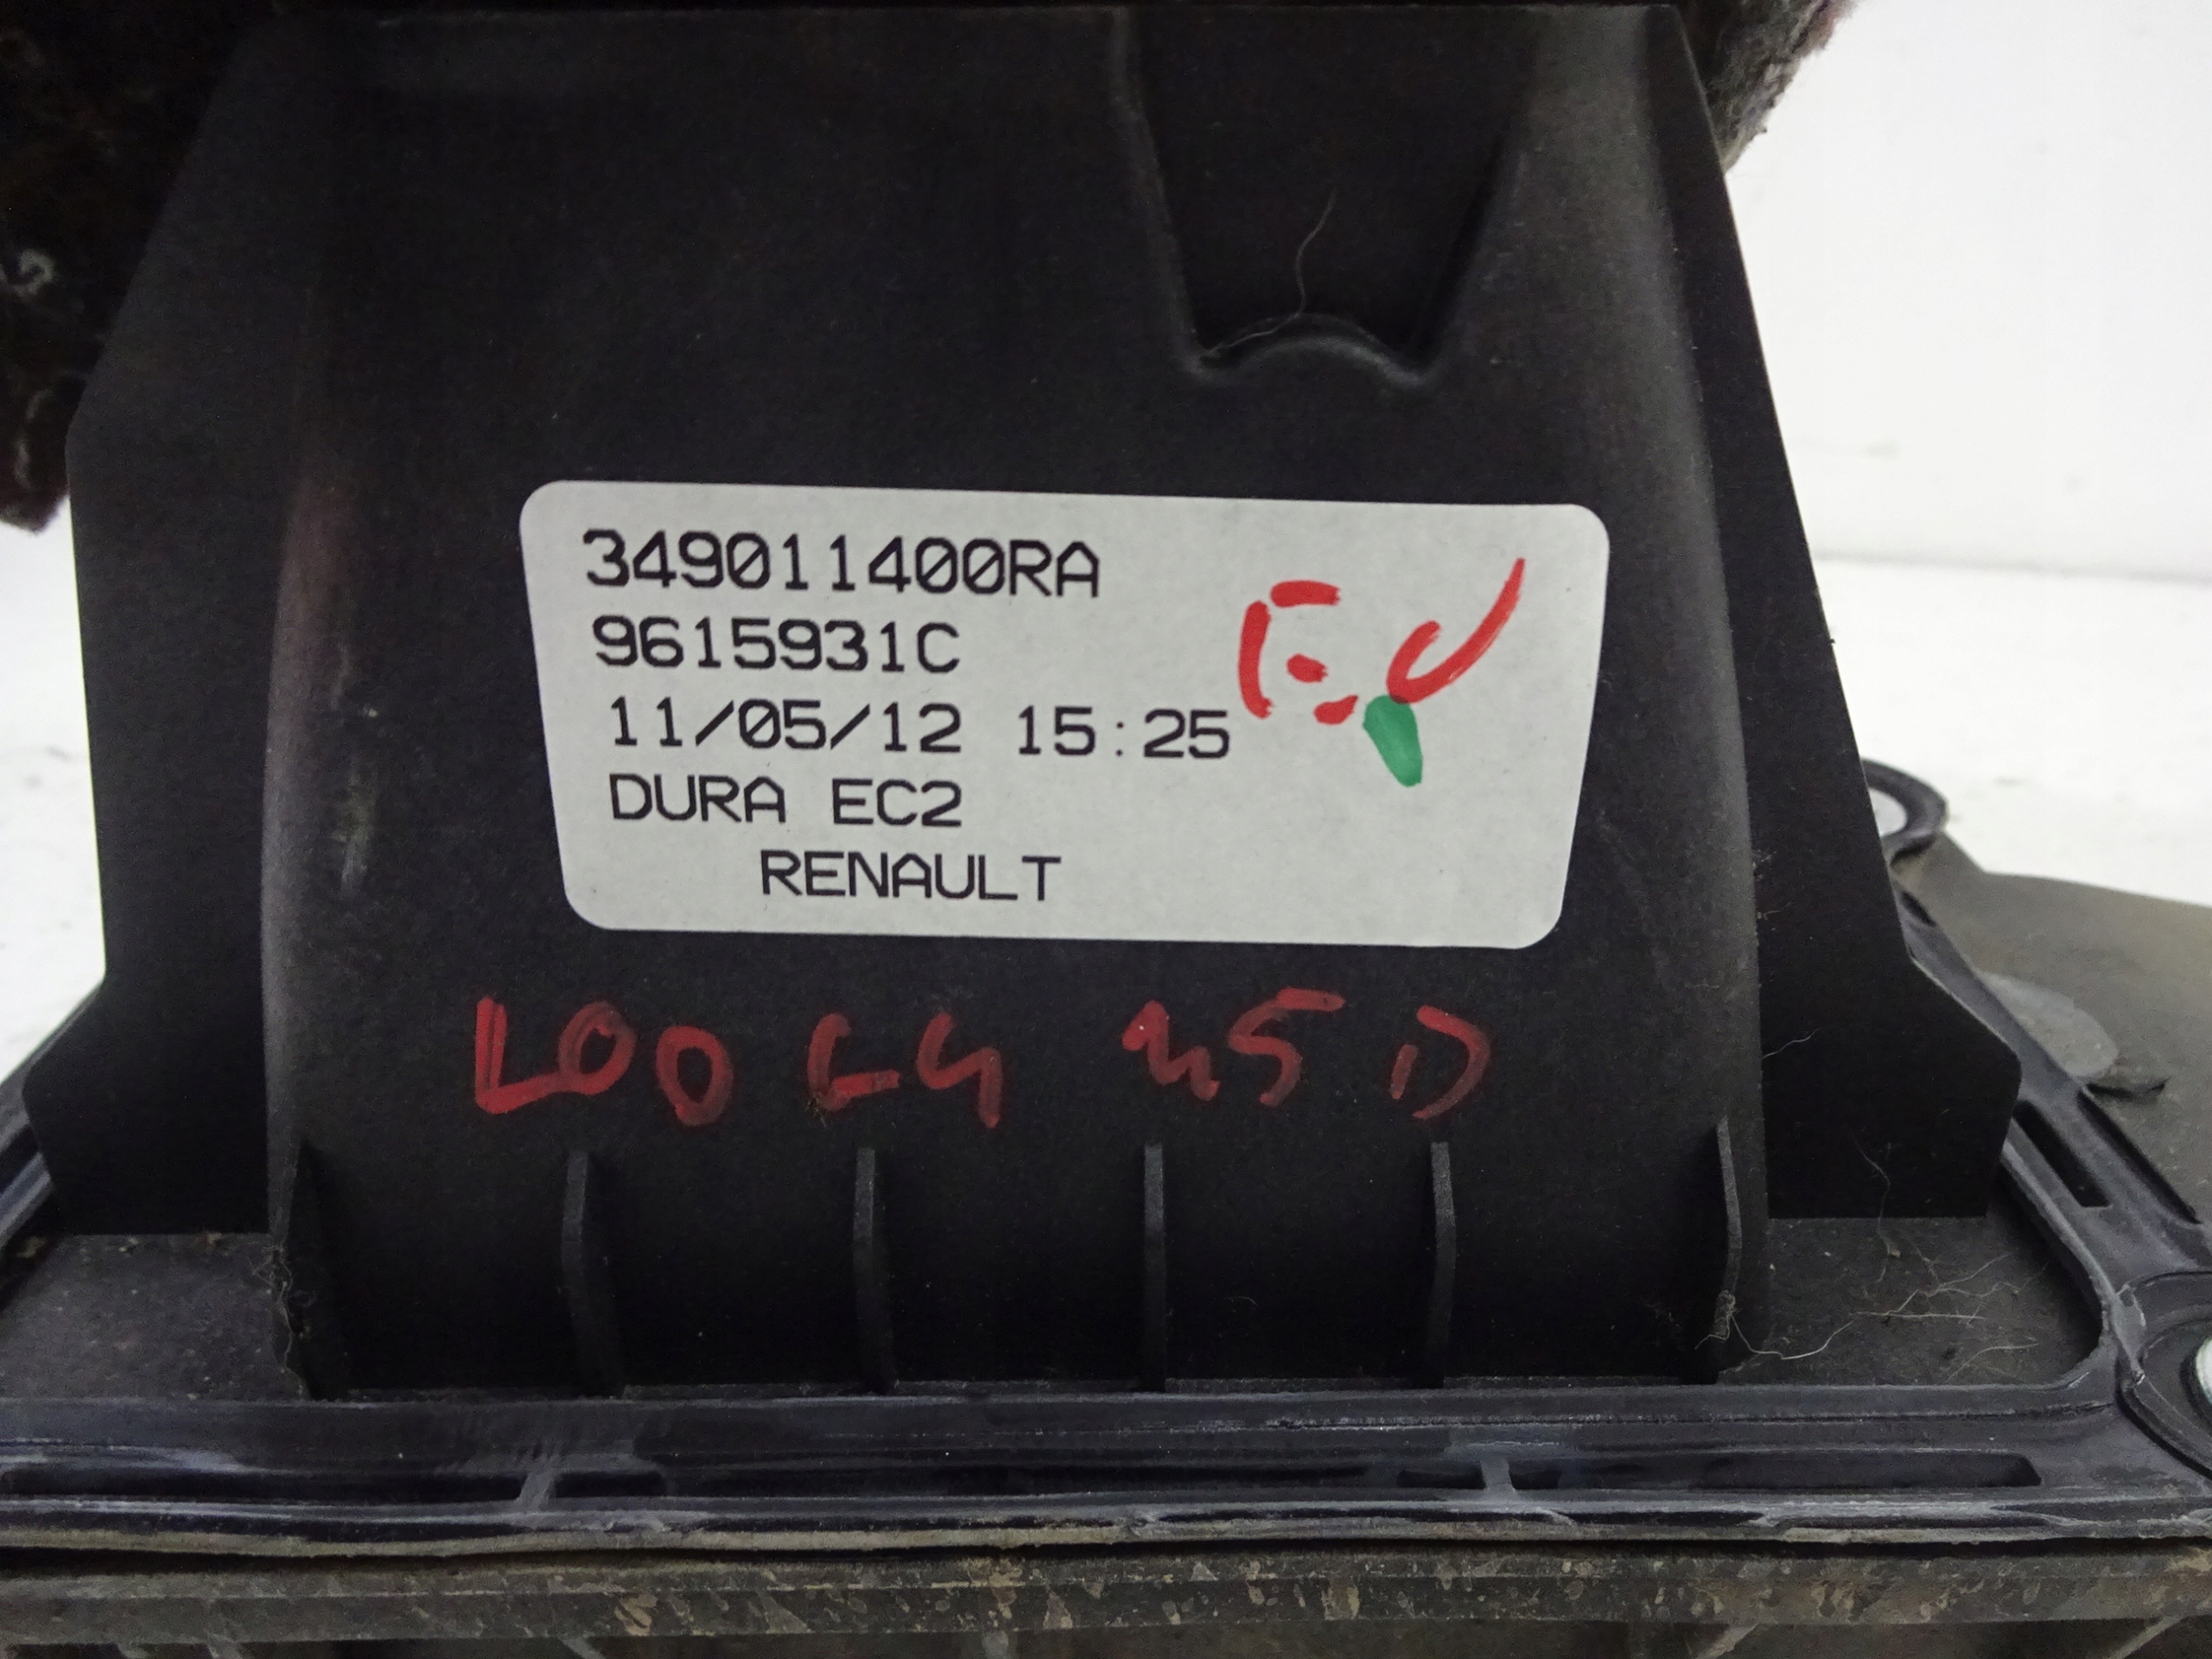 349011400RA
9615931C
11/05/12 15:25
DURA EC2
RENAULT